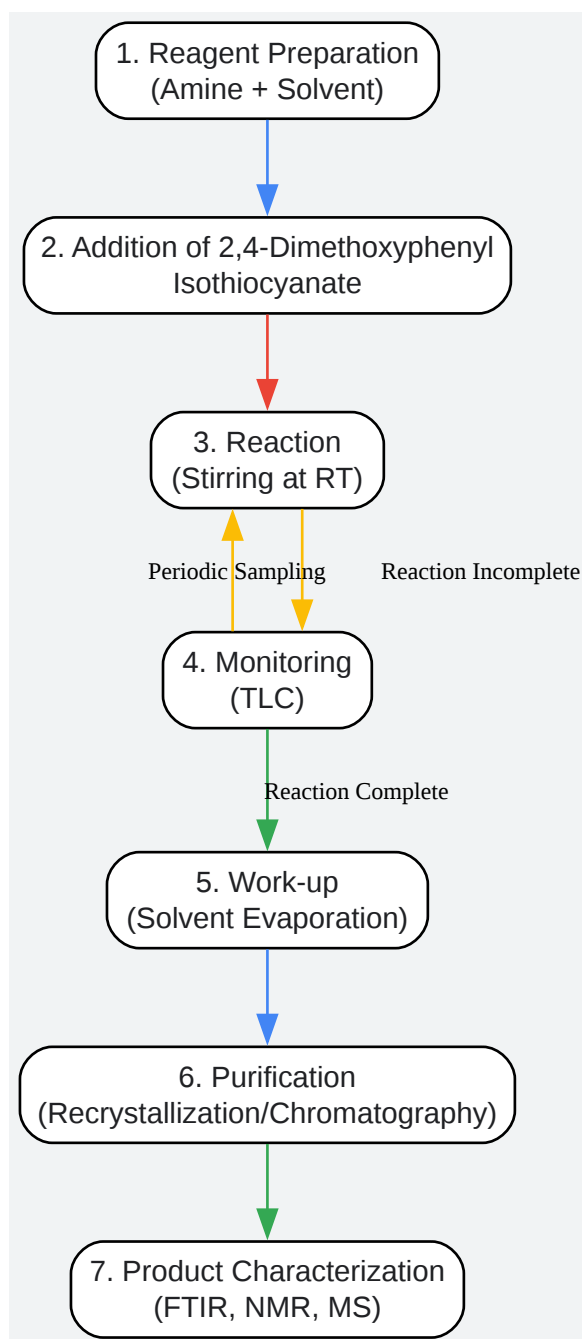 1. Reagent Preparation
(Amine + Solvent)
2. Addition of 2,4-Dimethoxyphenyl
Isothiocyanate
3. Reaction
(Stirring at RT)
Periodic Sampling
Reaction Incomplete
4. Monitoring
(TLC)
Reaction Complete
5. Work-up
(Solvent Evaporation)
6. Purification
(Recrystallization/Chromatography)
7. Product Characterization
(FTIR, NMR, MS)